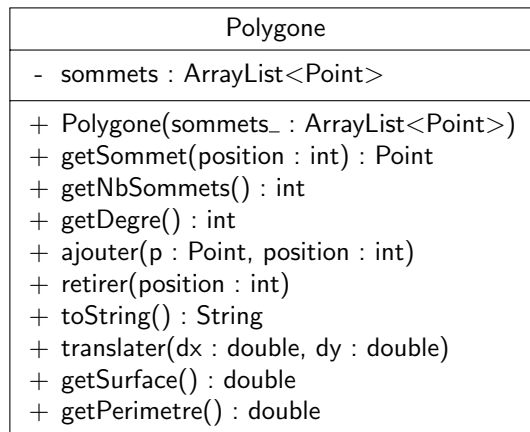 Polygone
- sommets : ArrayList<Point>
+ Polygone(sommets_ : ArrayList<Point>)
+ getSommet(position : int) : Point
+ getNbSommets() : int
+ getDegre() : int
+ ajouter(p : Point, position : int)
+ retirer(position : int)
+ toString() : String
+ translater(dx : double, dy : double)
+ getSurface() : double
+ getPerimetre() : double